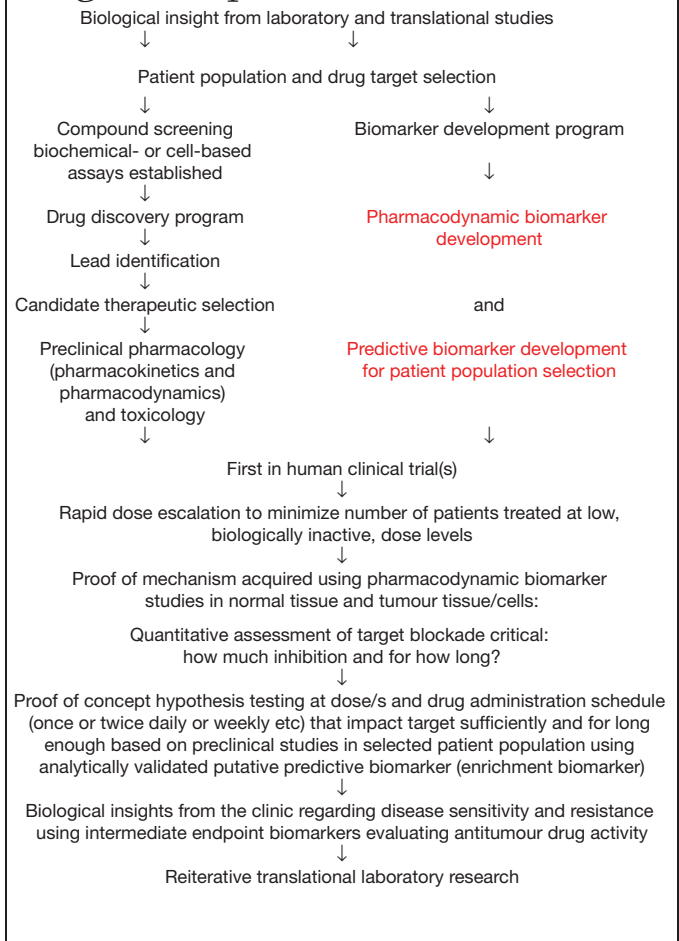 Biological insight from laboratory and translational studies
↓ ↓
Patient population and drug target selection
↓ ↓
Compound screening
biochemical- or cell-based
assays established
↓
Drug discovery program
↓
Lead identification
↓
Candidate therapeutic selection
↓
Preclinical pharmacology
(pharmacokinetics and
pharmacodynamics)
and toxicology
↓
Biomarker development program
↓
Pharmacodynamic biomarker
development
and
Predictive biomarker development
for patient population selection
↓
First in human clinical trial(s)
↓
Rapid dose escalation to minimize number of patients treated at low,
biologically inactive, dose levels
↓
Proof of mechanism acquired using pharmacodynamic biomarker
studies in normal tissue and tumour tissue/cells:
Quantitative assessment of target blockade critical:
how much inhibition and for how long?
↓
Proof of concept hypothesis testing at dose/s and drug administration schedule
(once or twice daily or weekly etc) that impact target sufficiently and for long
enough based on preclinical studies in selected patient population using
analytically validated putative predictive biomarker (enrichment biomarker)
↓
Biological insights from the clinic regarding disease sensitivity and resistance
using intermediate endpoint biomarkers evaluating antitumour drug activity
↓
Reiterative translational laboratory research